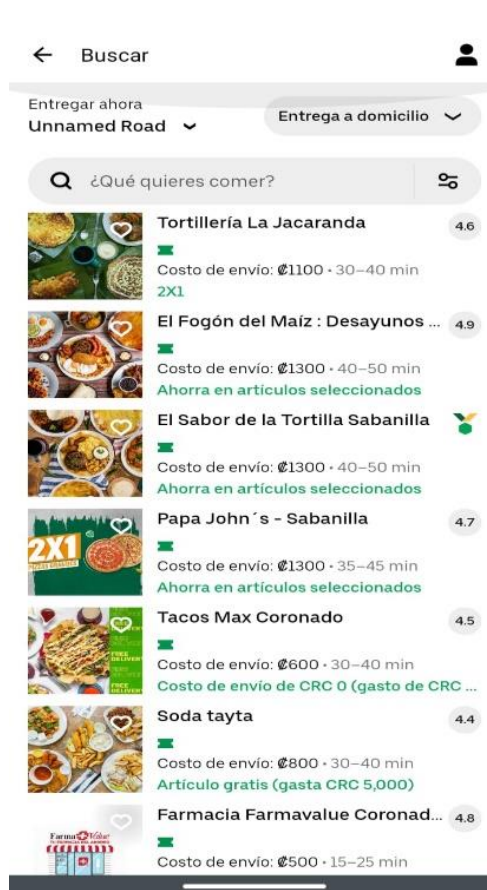 Buscar
Entregar ahora
Unnamed Road
Entrega a domicilio
¿Qué quieres comer?
Tortillería La Jacaranda 4.6
Costo de envío: ₡1100 • 30–40 min
2X1
El Fogón del Maíz : Desayunos ... 4.9
Costo de envío: ₡1300 • 40–50 min
Ahorra en artículos seleccionados
El Sabor de la Tortilla Sabanilla
Costo de envío: ₡1300 • 40–50 min
Ahorra en artículos seleccionados
2X1
Papa John´s - Sabanilla 4.7
Costo de envío: ₡1300 • 35–45 min
Ahorra en artículos seleccionados
Tacos Max Coronado 4.5
FREE
DELIVERY
Costo de envío: ₡600 • 30–40 min
Costo de envío de CRC 0 (gasto de CRC ...
Soda tayta 4.4
Costo de envío: ₡800 • 30–40 min
Artículo gratis (gasta CRC 5,000)
Farmacia Farmavalue Coronad... 4.8
Farma Value
Costo de envío: ₡500 • 15–25 min